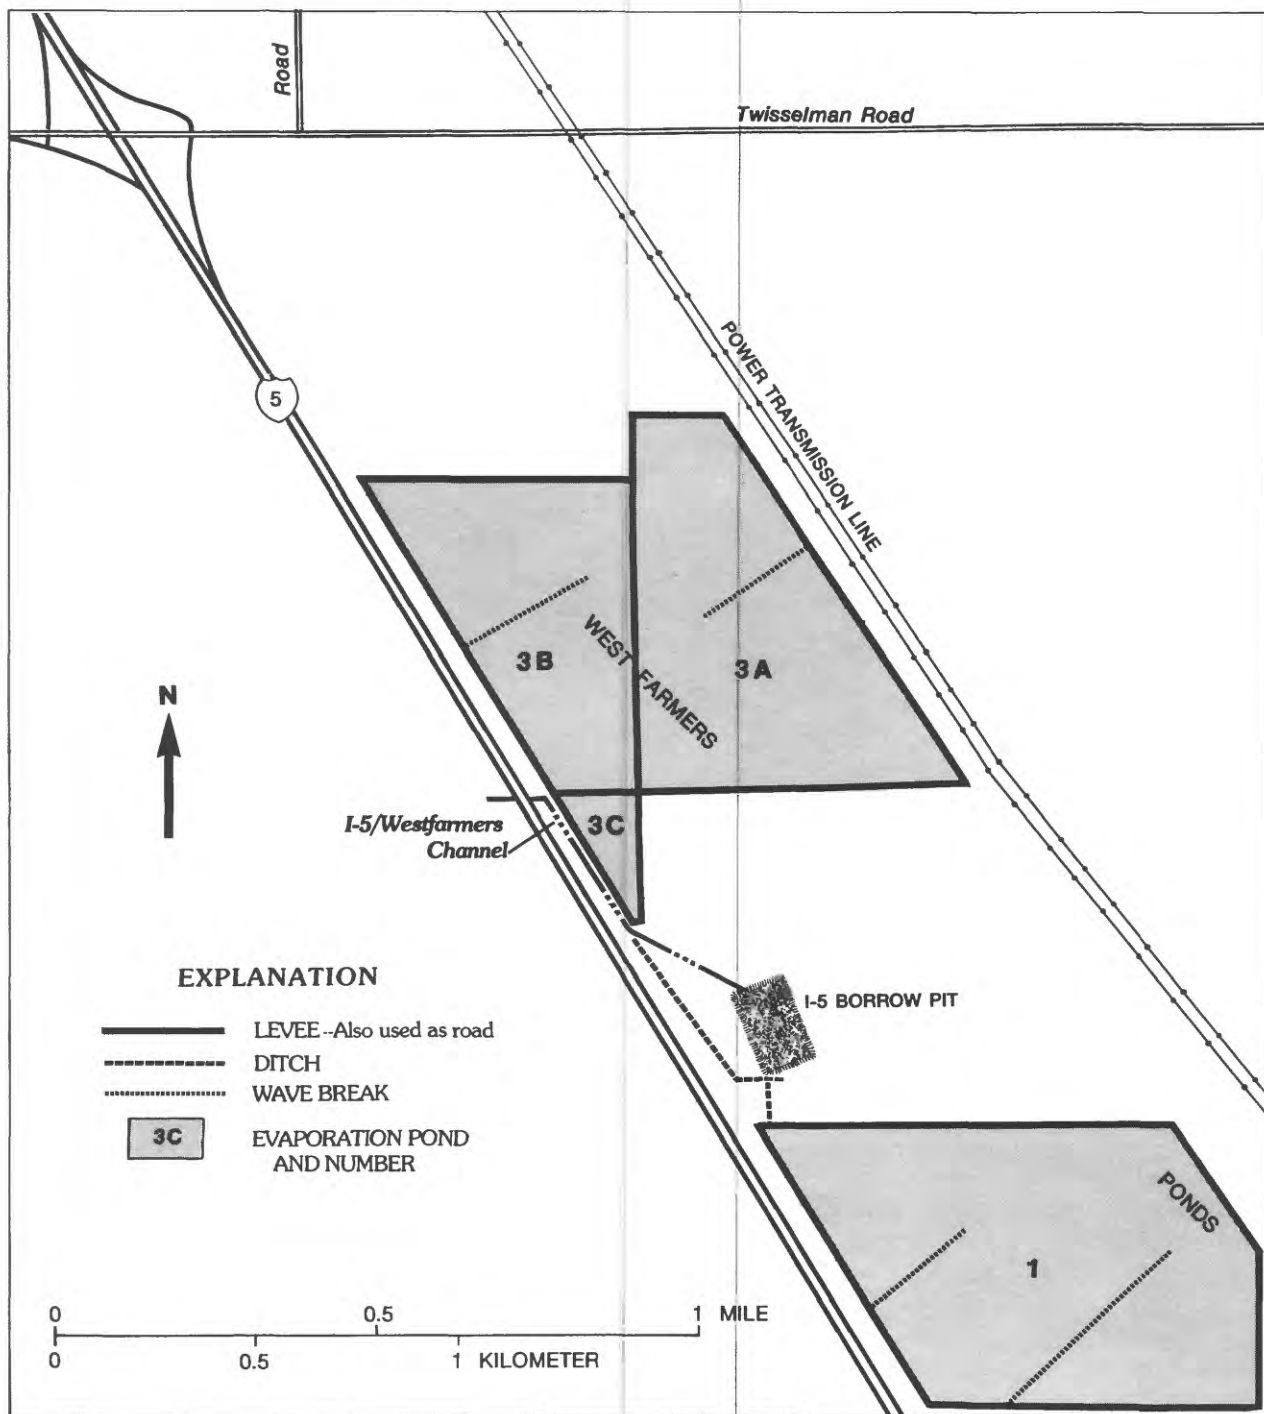 Road
Twisselman Road
5
POWER TRANSMISSION LINE
3B
WEST FARMERS
3A
N
I-5/Westfarmers
Channel
3C
I-5 BORROW PIT
EXPLANATION
LEVEE--Also used as road
DITCH
WAVE BREAK
3C
EVAPORATION POND
AND NUMBER
PONDS
1
0 0.5 1 MILE
0 0.5 1 KILOMETER